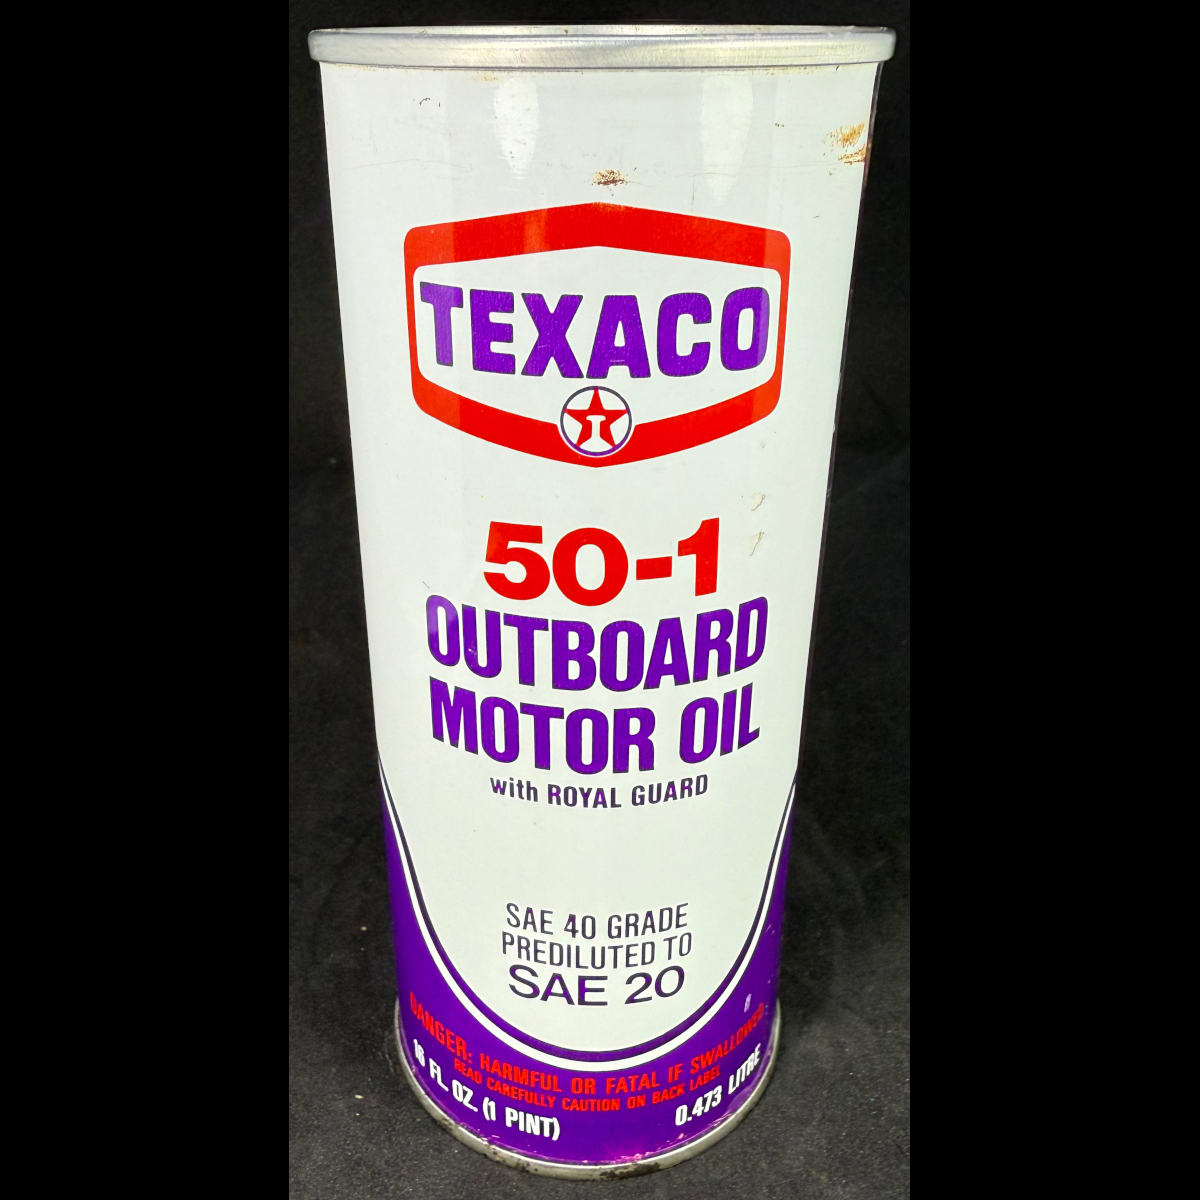 TEXACO
T
50-1
OUTBOARD
MOTOR OIL
with ROYAL GUARD
SAE 40 GRADE
PREDILUTED TO
SAE 20
DANGER: HARMFUL OR FATAL IF SWALLOWED:
READ CAREFULLY CAUTION ON BACK LABEL
16 FL. OZ. (1 PINT) 0.473 LITRE